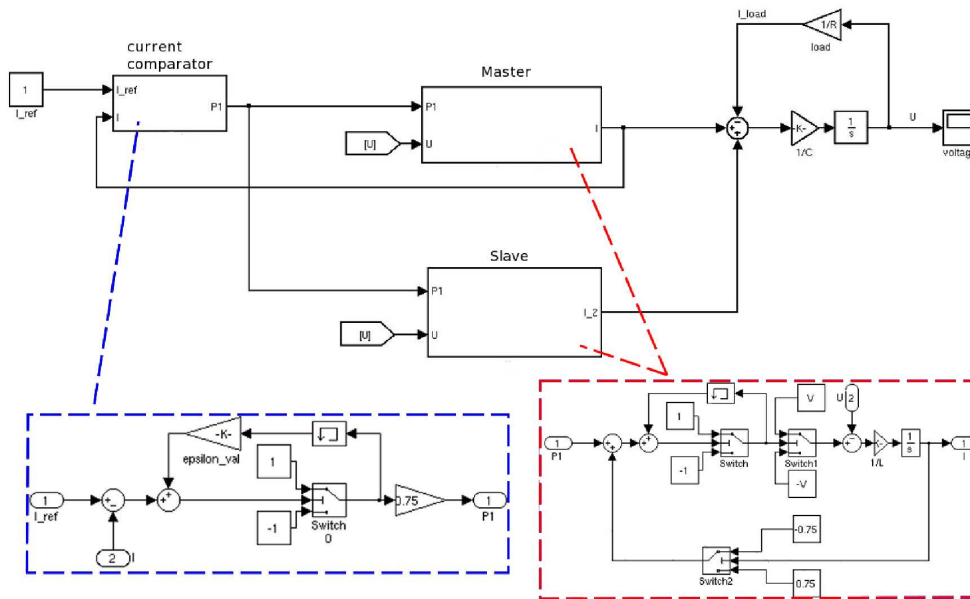 I_load
1/R
load
current
comparator
Master
1
I_ref
I_ref
I
P1
P1
U
[U]
I
-K-
1/C
1
s
U
voltag
Slave
P1
U
[U]
I_2
-K-
epsilon_val
1
-1
Switch
0
0.75
1
I_ref
2
I
1
P1
1
P1
1
-1
Switch
V
-V
Switch1
U
2
1/L
1
s
1
I
-0.75
0.75
Switch2